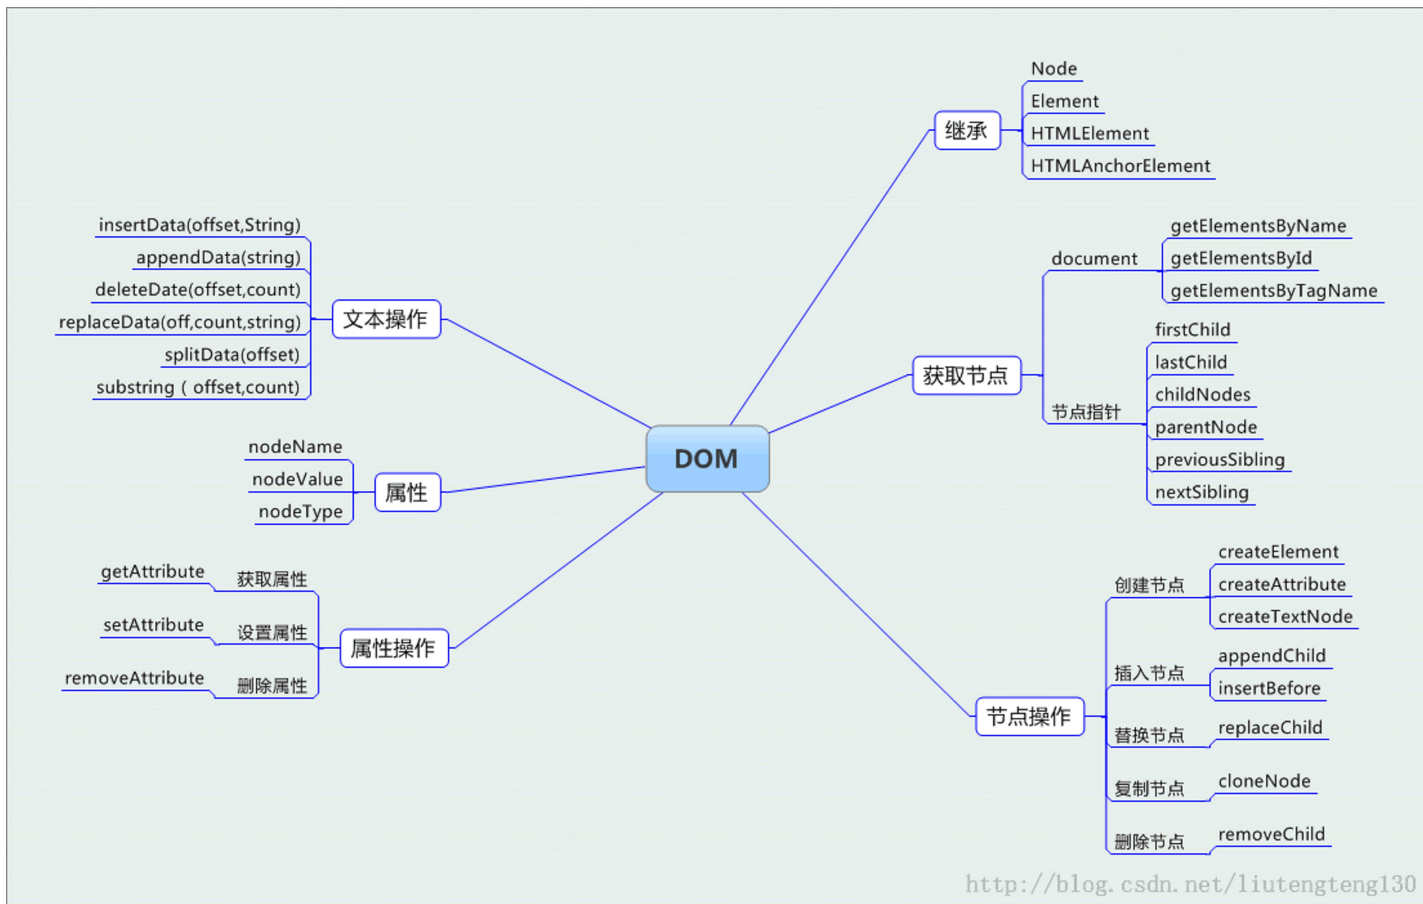 DOM
继承
Node
Element
HTMLElement
HTMLAnchorElement
获取节点
document
getElementsByName
getElementsById
getElementsByTagName
节点指针
firstChild
lastChild
childNodes
parentNode
previousSibling
nextSibling
节点操作
创建节点
createElement
createAttribute
createTextNode
插入节点
appendChild
insertBefore
替换节点
replaceChild
复制节点
cloneNode
删除节点
removeChild
文本操作
insertData(offset,String)
appendData(string)
deleteDate(offset,count)
replaceData(off,count,string)
splitData(offset)
substring ( offset,count)
属性
nodeName
nodeValue
nodeType
属性操作
获取属性
getAttribute
设置属性
setAttribute
删除属性
removeAttribute
http://blog.csdn.net/liutengteng130